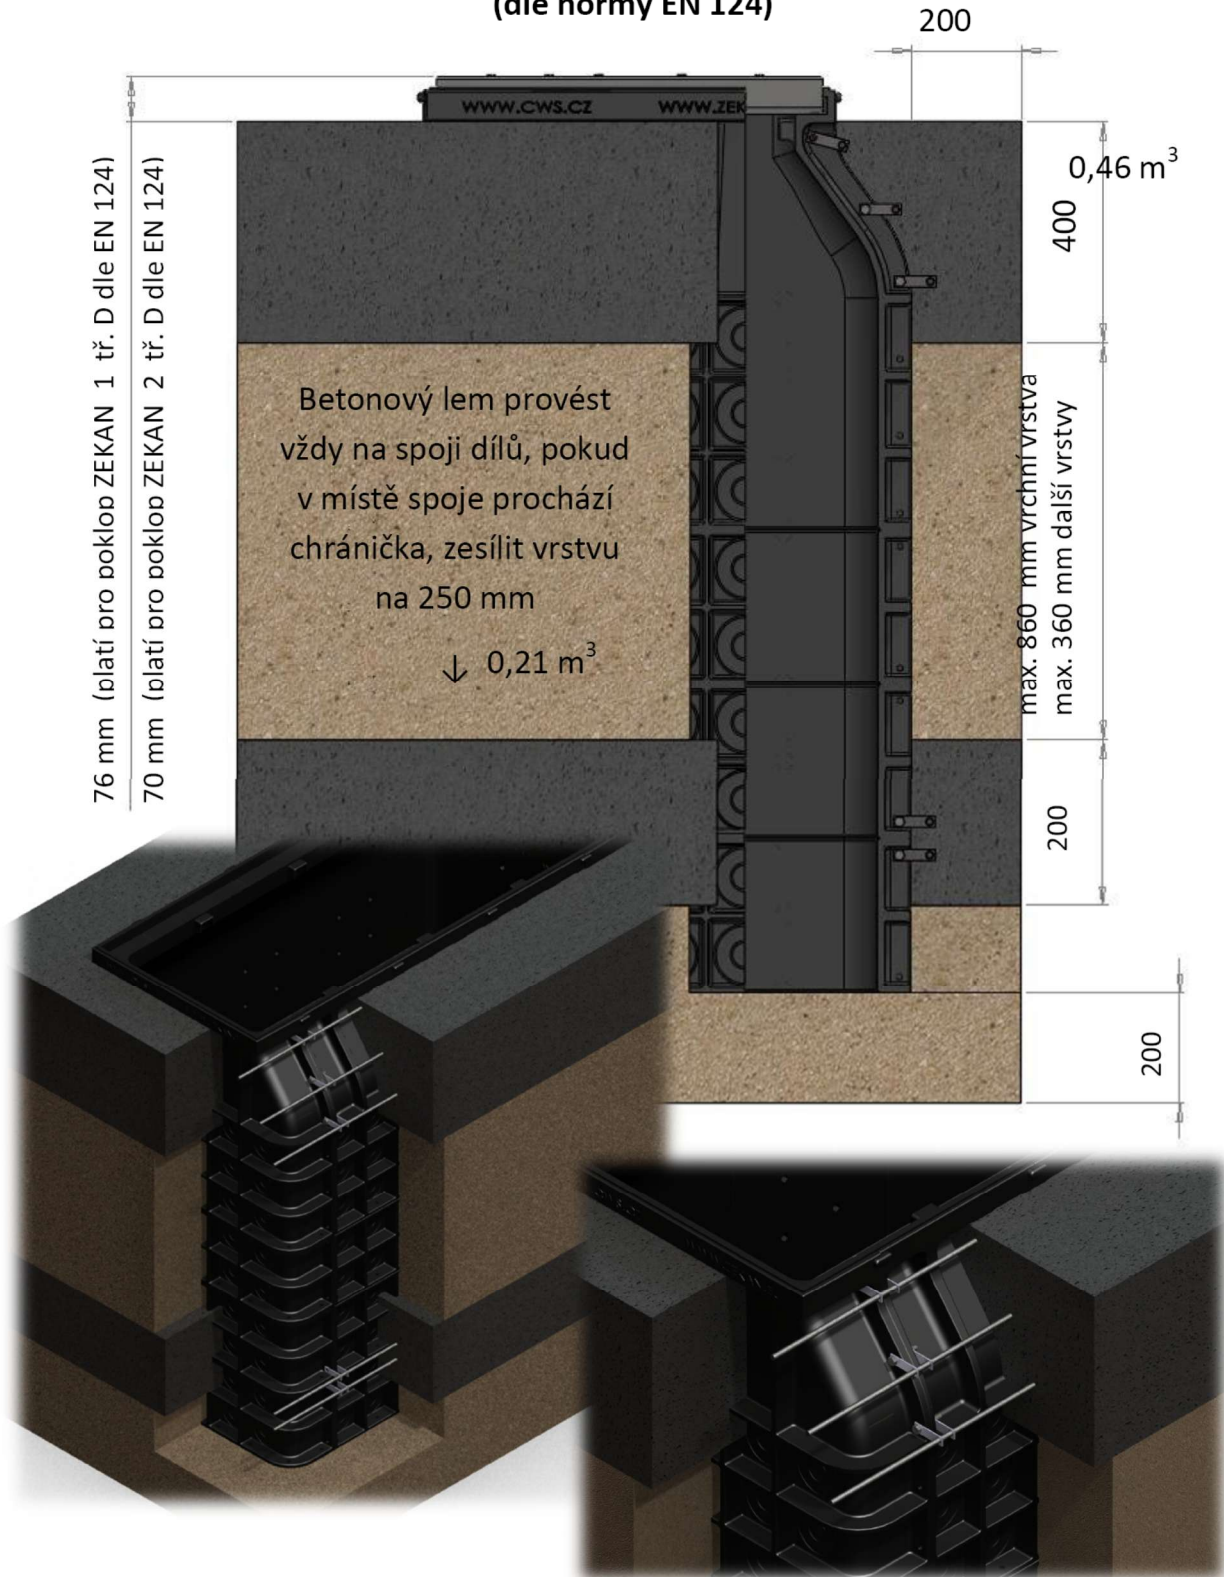 (dle normy EN 124)
200
WWW.CWS.CZ WWW.ZEK
0,46 m³
400
76 mm (platí pro poklop ZEKAN 1 tř. D dle EN 124)
70 mm (platí pro poklop ZEKAN 2 tř. D dle EN 124)
Betonový lem provést
vždy na spoji dílů, pokud
v místě spoje prochází
chránička, zesílit vrstvu
na 250 mm
↓ 0,21 m³
max. 860 mm vrchní vrstva
max. 360 mm další vrstvy
200
200